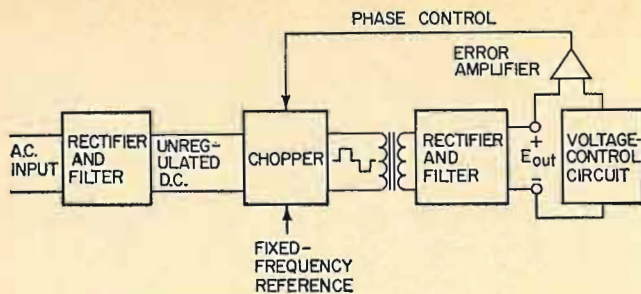 PHASE CONTROL
ERROR
AMPLIFIER
A.C.
INPUT
RECTIFIER
AND
FILTER
UNREG-
ULATED
D.C.
CHOPPER
RECTIFIER
AND
FILTER
+
Eout
-
VOLTAGE-
CONTROL
CIRCUIT
FIXED-
FREQUENCY
REFERENCE